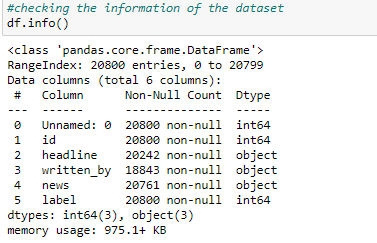 #checking the information of the dataset
df.info()
<class 'pandas.core.frame.DataFrame'>
RangeIndex: 20800 entries, 0 to 20799
Data columns (total 6 columns):
 #   Column      Non-Null Count  Dtype
---  ------      --------------  -----
 0   Unnamed: 0  20800 non-null  int64
 1   id          20800 non-null  int64
 2   headline    20242 non-null  object
 3   written_by  18843 non-null  object
 4   news        20761 non-null  object
 5   label       20800 non-null  int64
dtypes: int64(3), object(3)
memory usage: 975.1+ KB